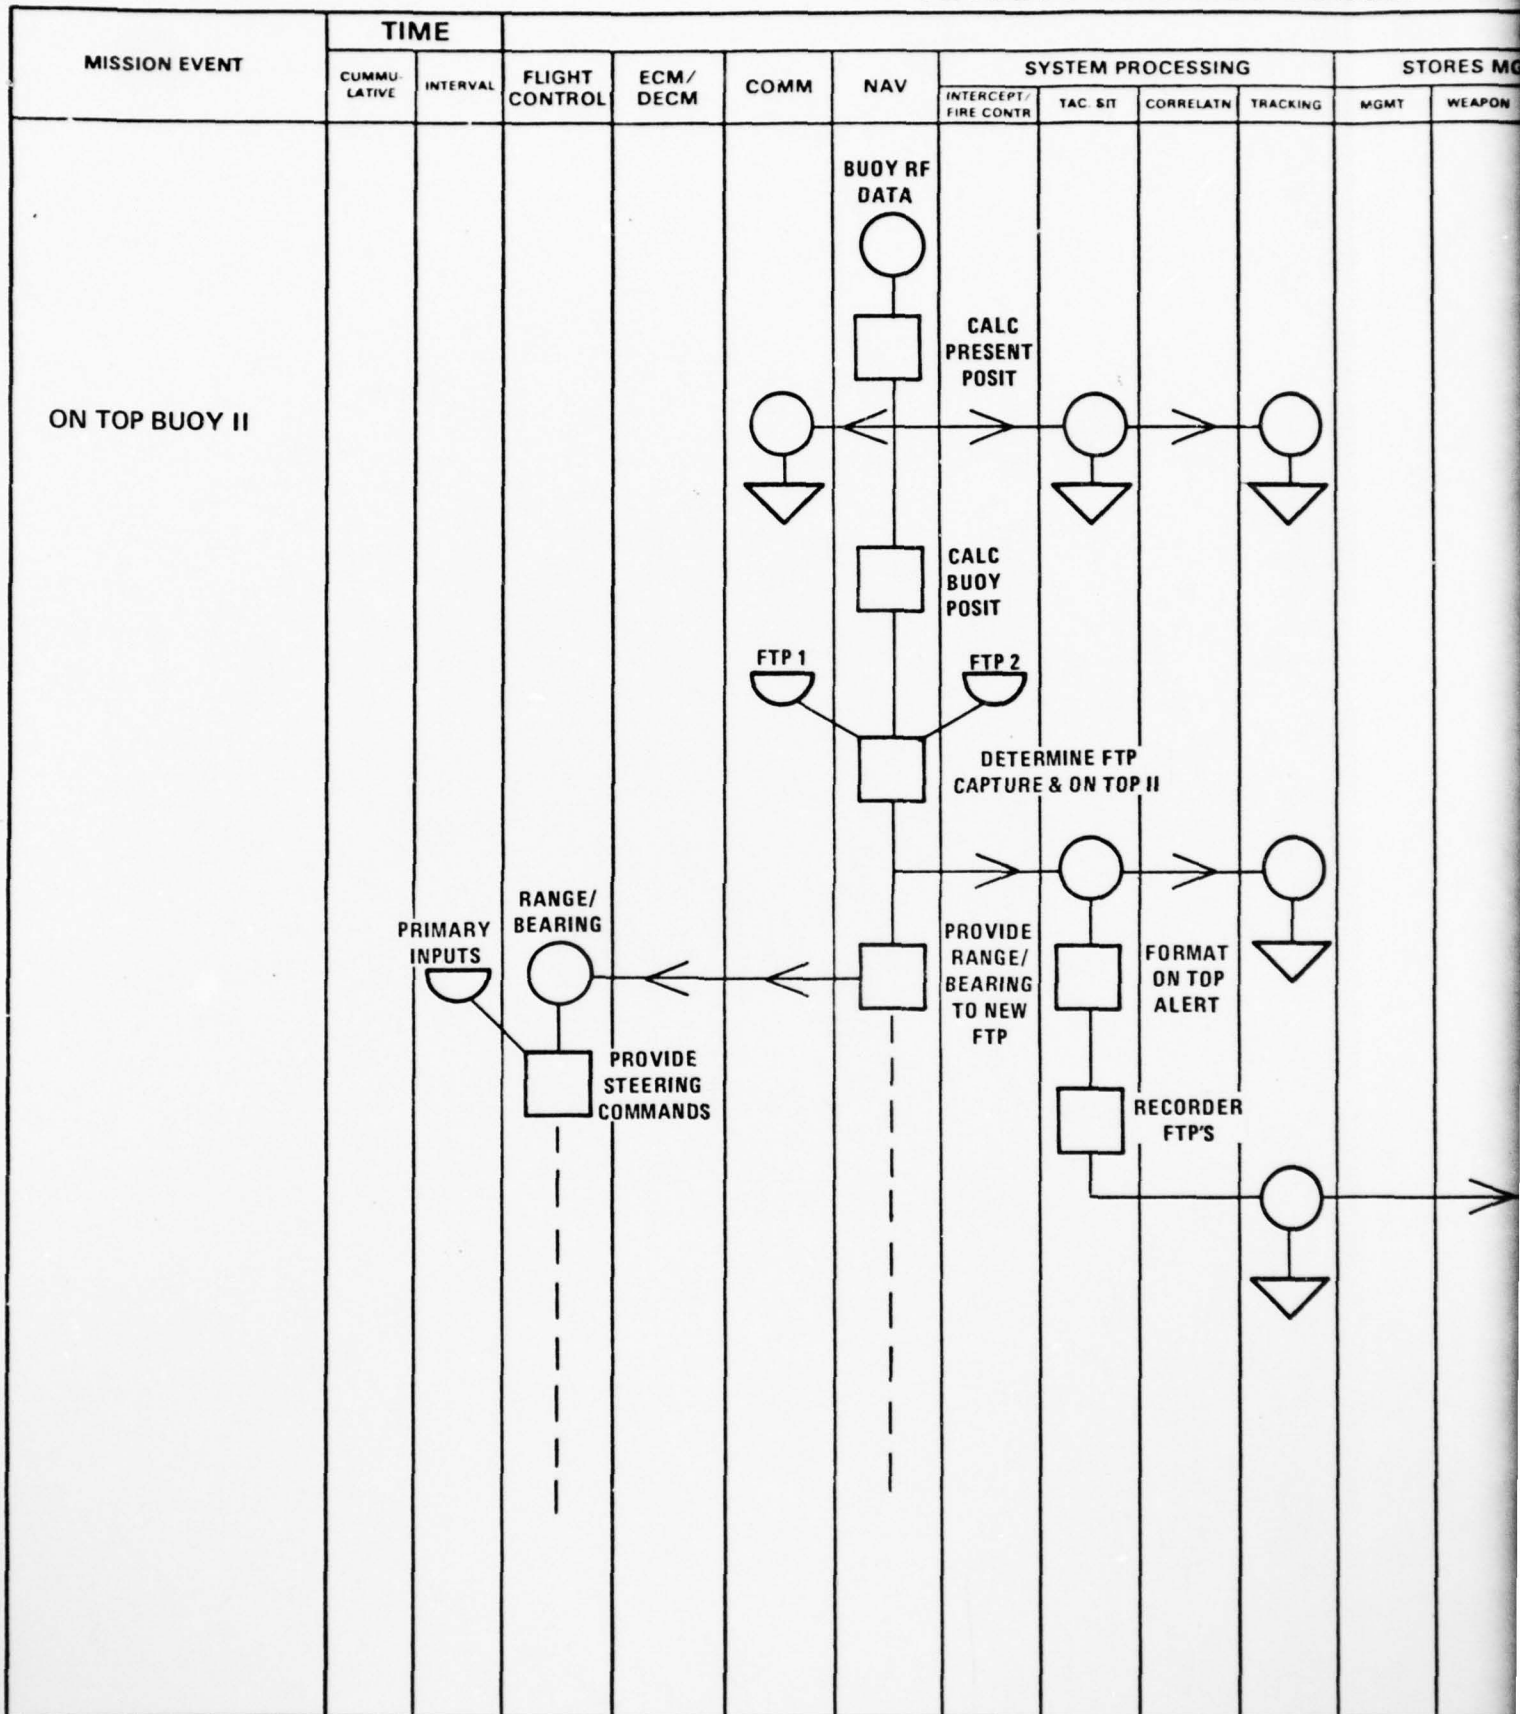 MISSION EVENT
TIME
CUMMU-
LATIVE
INTERVAL
FLIGHT
CONTROL
ECM/
DECM
COMM
NAV
SYSTEM PROCESSING
INTERCEPT/
FIRE CONTR
TAC. SIT
CORRELATN
TRACKING
STORES MG
MGMT
WEAPON
BUOY RF
DATA
CALC
PRESENT
POSIT
ON TOP BUOY II
CALC
BUOY
POSIT
FTP 1
FTP 2
DETERMINE FTP
CAPTURE & ON TOP II
PRIMARY
INPUTS
RANGE/
BEARING
PROVIDE
RANGE/
BEARING
TO NEW
FTP
FORMAT
ON TOP
ALERT
PROVIDE
STEERING
COMMANDS
RECORDER
FTP'S